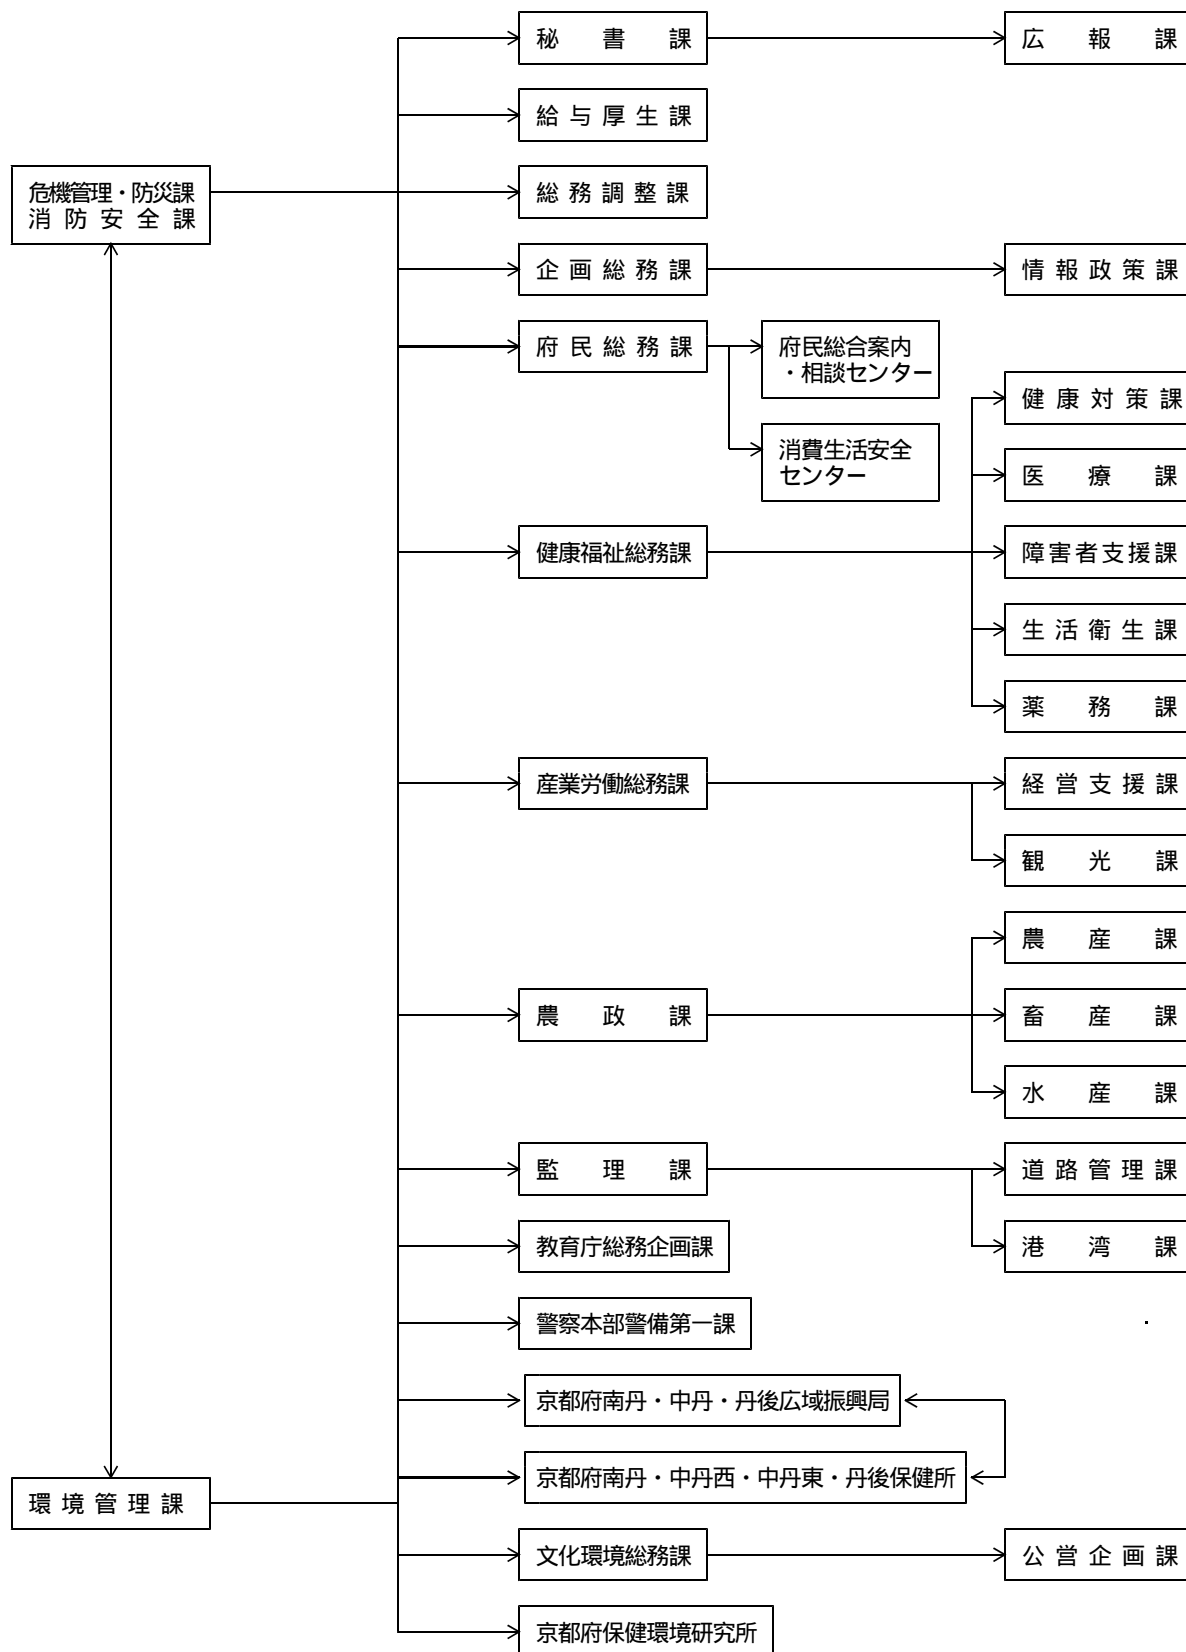 秘書課
広報課
給与厚生課
危機管理・防災課
消防安全課
総務調整課
企画総務課
情報政策課
府民総務課
府民総合案内
・相談センター
健康対策課
消費生活安全
センター
医療課
健康福祉総務課
障害者支援課
生活衛生課
薬務課
産業労働総務課
経営支援課
観光課
農産課
農政課
畜産課
水産課
監理課
道路管理課
教育庁総務企画課
港湾課
警察本部警備第一課
京都府南丹・中丹・丹後広域振興局
京都府南丹・中丹西・中丹東・丹後保健所
環境管理課
文化環境総務課
公営企画課
京都府保健環境研究所